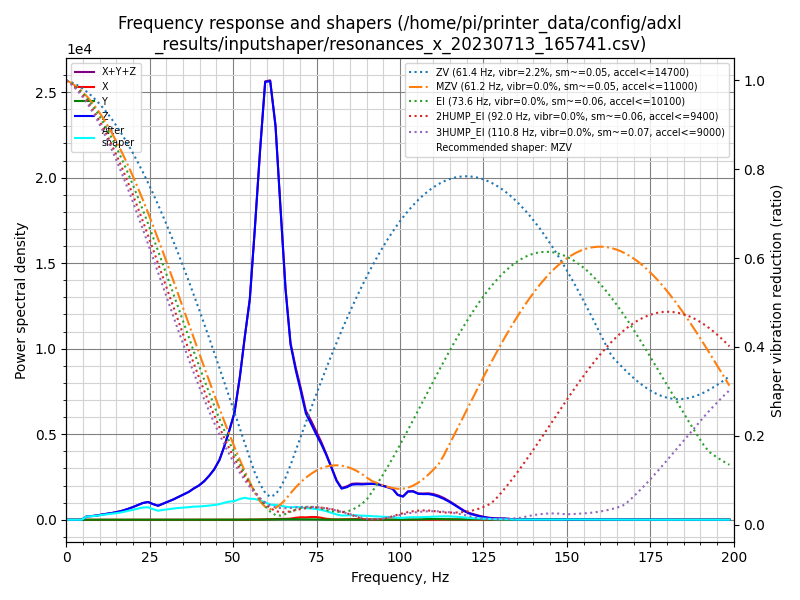 Frequency response and shapers (/home/pi/printer_data/config/adxl
_results/inputshaper/resonances_x_20230713_165741.csv)
1e4
X+Y+Z
X
Y
Z
After
shaper
ZV (61.4 Hz, vibr=2.2%, sm~=0.05, accel<=14700)
MZV (61.2 Hz, vibr=0.0%, sm~=0.05, accel<=11000)
EI (73.6 Hz, vibr=0.0%, sm~=0.06, accel<=10100)
2HUMP_EI (92.0 Hz, vibr=0.0%, sm~=0.06, accel<=9400)
3HUMP_EI (110.8 Hz, vibr=0.0%, sm~=0.07, accel<=9000)
Recommended shaper: MZV
Power spectral density
2.5
2.0
1.5
1.0
0.5
0.0
1.0
0.8
0.6
0.4
0.2
0.0
Shaper vibration reduction (ratio)
0 25 50 75 100 125 150 175 200
Frequency, Hz